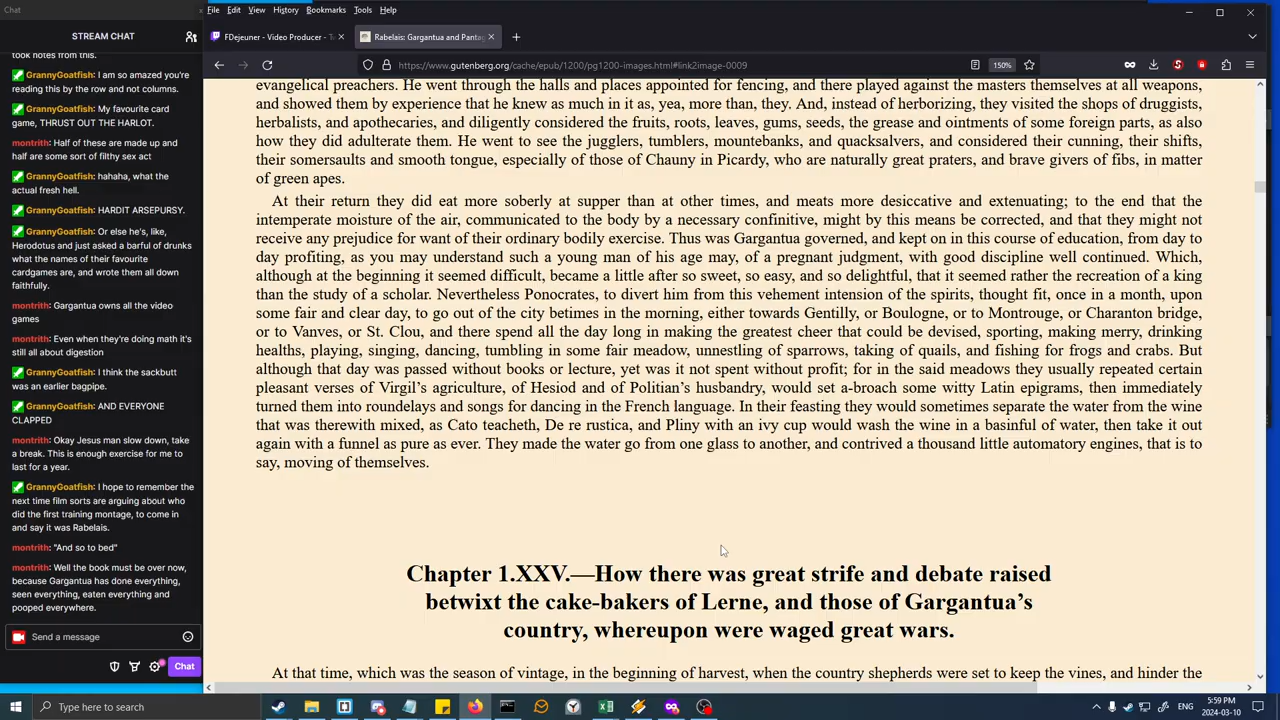 Chat
STREAM CHAT
took notes from this.
GrannyGoatfish: I am so amazed you're
reading this by the row and not columns.
GrannyGoatfish: My favourite card
game, THRUST OUT THE HARLOT.
montrith: Half of these are made up and
half are some sort of filthy sex act
GrannyGoatfish: hahaha, what the
actual fresh hell.
GrannyGoatfish: HARDIT ARSEPURSY.
GrannyGoatfish: Or else he's, like,
Herodotus and just asked a barful of drunks
what the names of their favourite
cardgames are, and wrote them all down
faithfully.
montrith: Gargantua owns all the video
games
montrith: Even when they're doing math it's
still all about digestion
GrannyGoatfish: I think the sackbutt
was an earlier bagpipe.
GrannyGoatfish: AND EVERYONE
CLAPPED
montrith: Okay Jesus man slow down, take
a break. This is enough exercise for me to
last for a year.
GrannyGoatfish: I hope to remember the
next time film sorts are arguing about who
did the first training montage, to come in
and say it was Rabelais.
montrith: "And so to bed"
montrith: Well the book must be over now,
because Gargantua has done everything,
seen everything, eaten everything and
pooped everywhere.
Send a message
Chat
File Edit View History Bookmarks Tools Help
FDejeuner - Video Producer - T
Rabelais: Gargantua and Pantag
https://www.gutenberg.org/cache/epub/1200/pg1200-images.html#link2image-0009
150%
evangelical preachers. He went through the halls and places appointed for fencing, and there played against the masters themselves at all weapons,
and showed them by experience that he knew as much in it as, yea, more than, they. And, instead of herborizing, they visited the shops of druggists,
herbalists, and apothecaries, and diligently considered the fruits, roots, leaves, gums, seeds, the grease and ointments of some foreign parts, as also
how they did adulterate them. He went to see the jugglers, tumblers, mountebanks, and quacksalvers, and considered their cunning, their shifts,
their somersaults and smooth tongue, especially of those of Chauny in Picardy, who are naturally great praters, and brave givers of fibs, in matter
of green apes.
At their return they did eat more soberly at supper than at other times, and meats more desiccative and extenuating; to the end that the
intemperate moisture of the air, communicated to the body by a necessary confinitive, might by this means be corrected, and that they might not
receive any prejudice for want of their ordinary bodily exercise. Thus was Gargantua governed, and kept on in this course of education, from day to
day profiting, as you may understand such a young man of his age may, of a pregnant judgment, with good discipline well continued. Which,
although at the beginning it seemed difficult, became a little after so sweet, so easy, and so delightful, that it seemed rather the recreation of a king
than the study of a scholar. Nevertheless Ponocrates, to divert him from this vehement intension of the spirits, thought fit, once in a month, upon
some fair and clear day, to go out of the city betimes in the morning, either towards Gentilly, or Boulogne, or to Montrouge, or Charanton bridge,
or to Vanves, or St. Clou, and there spend all the day long in making the greatest cheer that could be devised, sporting, making merry, drinking
healths, playing, singing, dancing, tumbling in some fair meadow, unnestling of sparrows, taking of quails, and fishing for frogs and crabs. But
although that day was passed without books or lecture, yet was it not spent without profit; for in the said meadows they usually repeated certain
pleasant verses of Virgil's agriculture, of Hesiod and of Politian's husbandry, would set a-broach some witty Latin epigrams, then immediately
turned them into roundelays and songs for dancing in the French language. In their feasting they would sometimes separate the water from the wine
that was therewith mixed, as Cato teacheth, De re rustica, and Pliny with an ivy cup would wash the wine in a basinful of water, then take it out
again with a funnel as pure as ever. They made the water go from one glass to another, and contrived a thousand little automatory engines, that is to
say, moving of themselves.
Chapter 1.XXV.—How there was great strife and debate raised
betwixt the cake-bakers of Lerne, and those of Gargantua's
country, whereupon were waged great wars.
At that time, which was the season of vintage, in the beginning of harvest, when the country shepherds were set to keep the vines, and hinder the
Type here to search
ENG
5:59 PM
2024-03-10